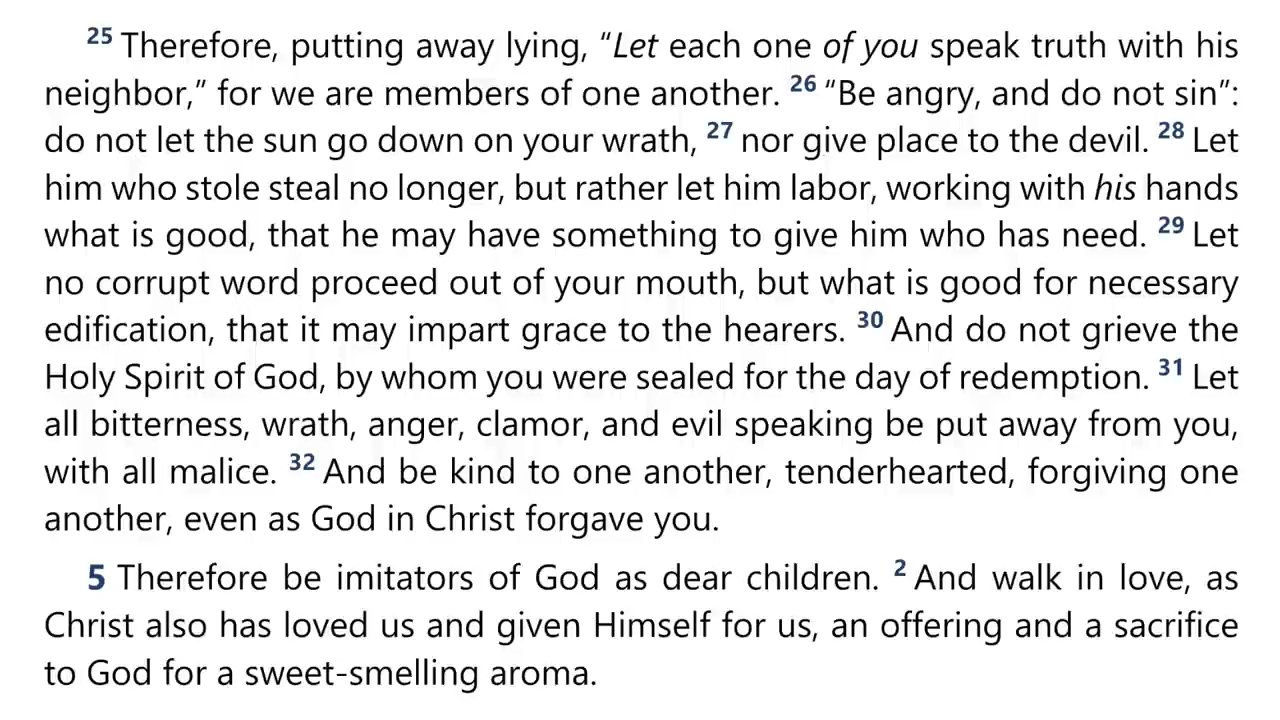 25 Therefore, putting away lying, “Let each one of you speak truth with his
neighbor,” for we are members of one another. 26 “Be angry, and do not sin”:
do not let the sun go down on your wrath, 27 nor give place to the devil. 28 Let
him who stole steal no longer, but rather let him labor, working with his hands
what is good, that he may have something to give him who has need. 29 Let
no corrupt word proceed out of your mouth, but what is good for necessary
edification, that it may impart grace to the hearers. 30 And do not grieve the
Holy Spirit of God, by whom you were sealed for the day of redemption. 31 Let
all bitterness, wrath, anger, clamor, and evil speaking be put away from you,
with all malice. 32 And be kind to one another, tenderhearted, forgiving one
another, even as God in Christ forgave you.
5 Therefore be imitators of God as dear children. 2 And walk in love, as
Christ also has loved us and given Himself for us, an offering and a sacrifice
to God for a sweet-smelling aroma.